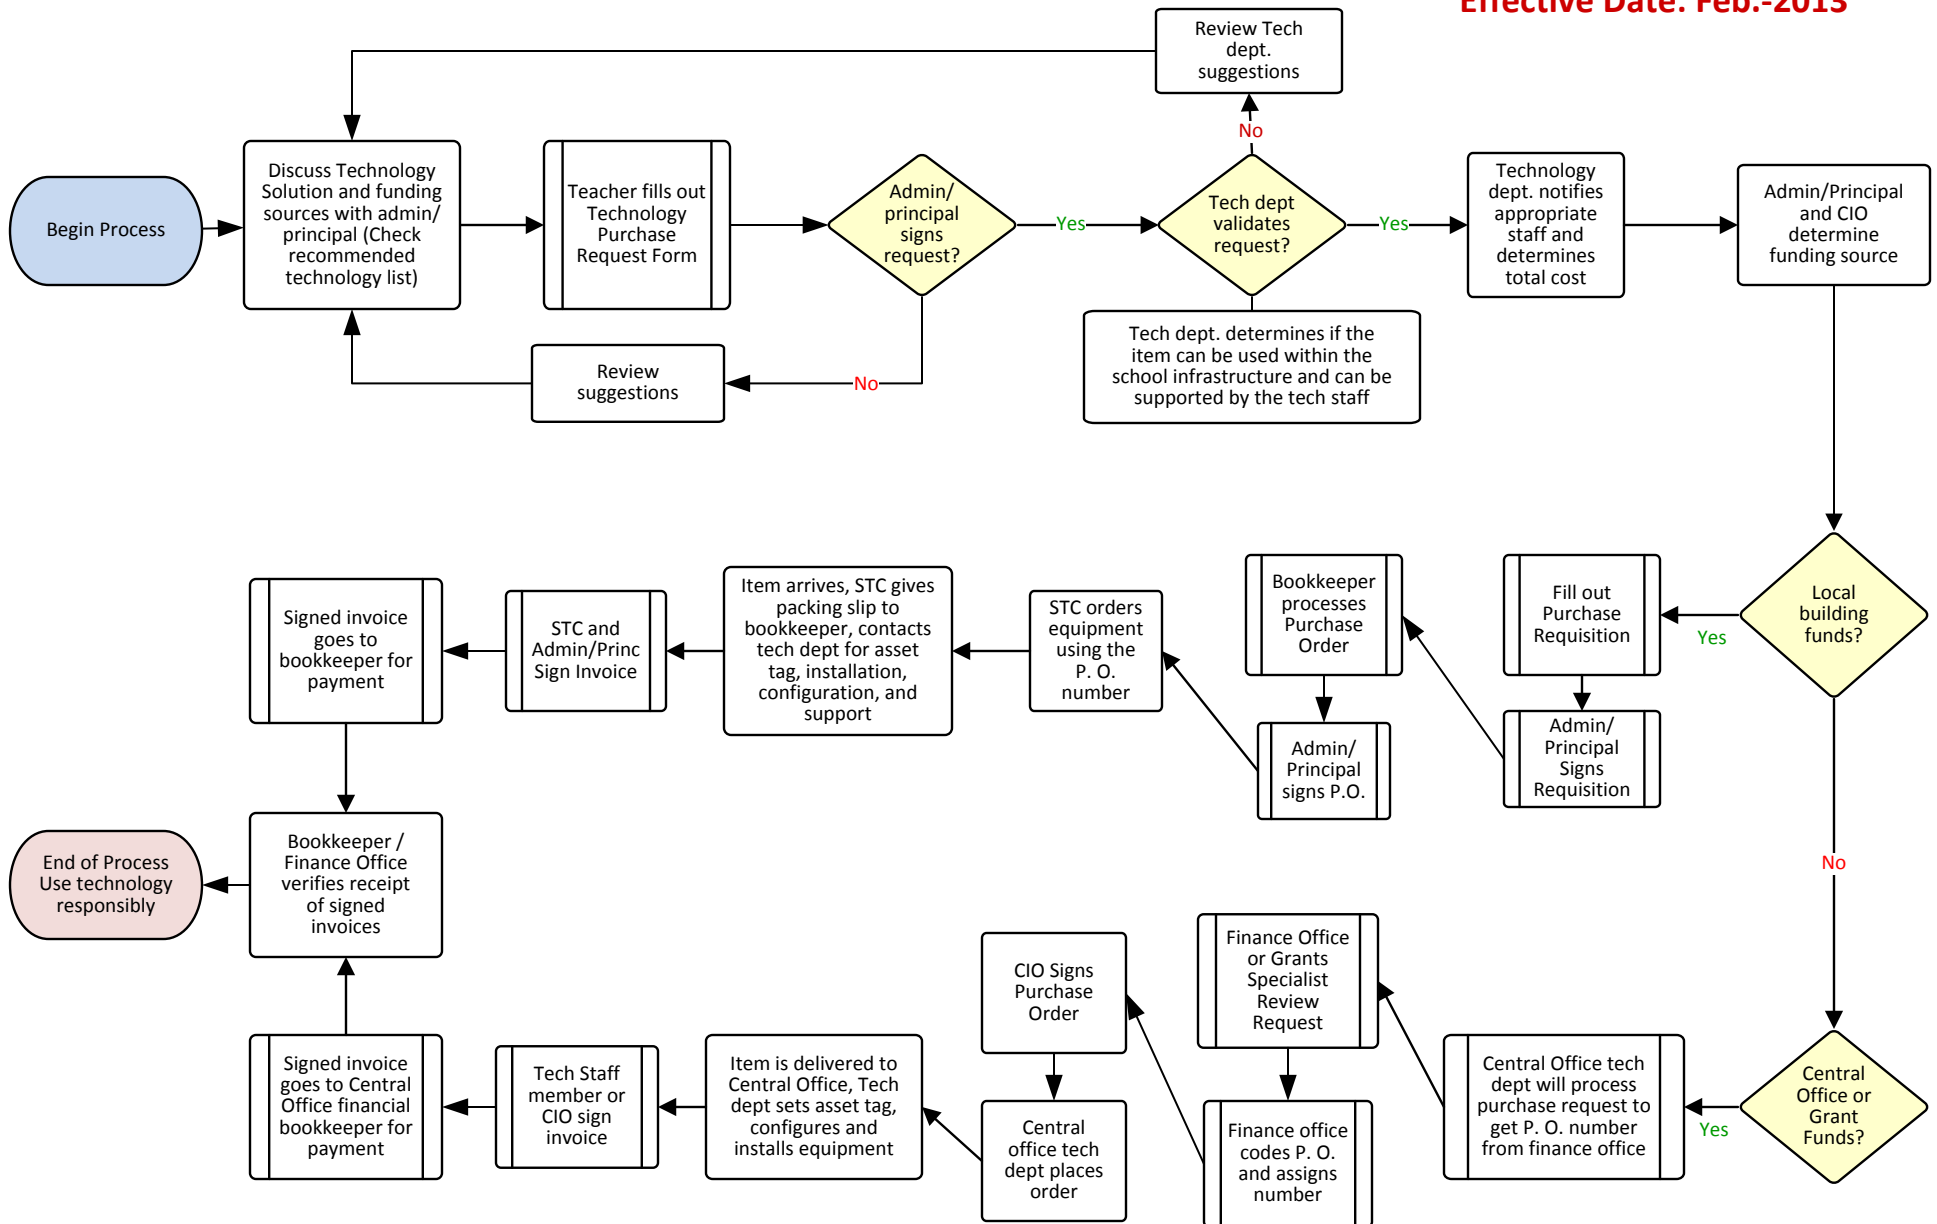 Effective Date: Feb.-2013
Review Tech
dept.
suggestions
No
Begin Process
Discuss Technology
Solution and funding
sources with admin/
principal (Check
recommended
technology list)
Teacher fills out
Technology
Purchase
Request Form
Admin/
principal
signs
request?
Yes
Tech dept
validates
request?
Yes
Technology
dept. notifies
appropriate
staff and
determines
total cost
Admin/Principal
and CIO
determine
funding source
Review
suggestions
No
Tech dept. determines if the
item can be used within the
school infrastructure and can be
supported by the tech staff
Local
building
funds?
Yes
Fill out
Purchase
Requisition
Admin/
Principal
Signs
Requisition
Bookkeeper
processes
Purchase
Order
Admin/
Principal
signs P.O.
STC orders
equipment
using the
P. O.
number
Item arrives, STC gives
packing slip to
bookkeeper, contacts
tech dept for asset
tag, installation,
configuration, and
support
STC and
Admin/Princ
Sign Invoice
Signed invoice
goes to
bookkeeper for
payment
Bookkeeper /
Finance Office
verifies receipt
of signed
invoices
End of Process
Use technology
responsibly
No
Central
Office or
Grant
Funds?
Yes
Central Office tech
dept will process
purchase request to
get P. O. number
from finance office
Finance Office
or Grants
Specialist
Review
Request
Finance office
codes P. O.
and assigns
number
CIO Signs
Purchase
Order
Central
office tech
dept places
order
Item is delivered to
Central Office, Tech
dept sets asset tag,
configures and
installs equipment
Tech Staff
member or
CIO sign
invoice
Signed invoice
goes to Central
Office financial
bookkeeper for
payment